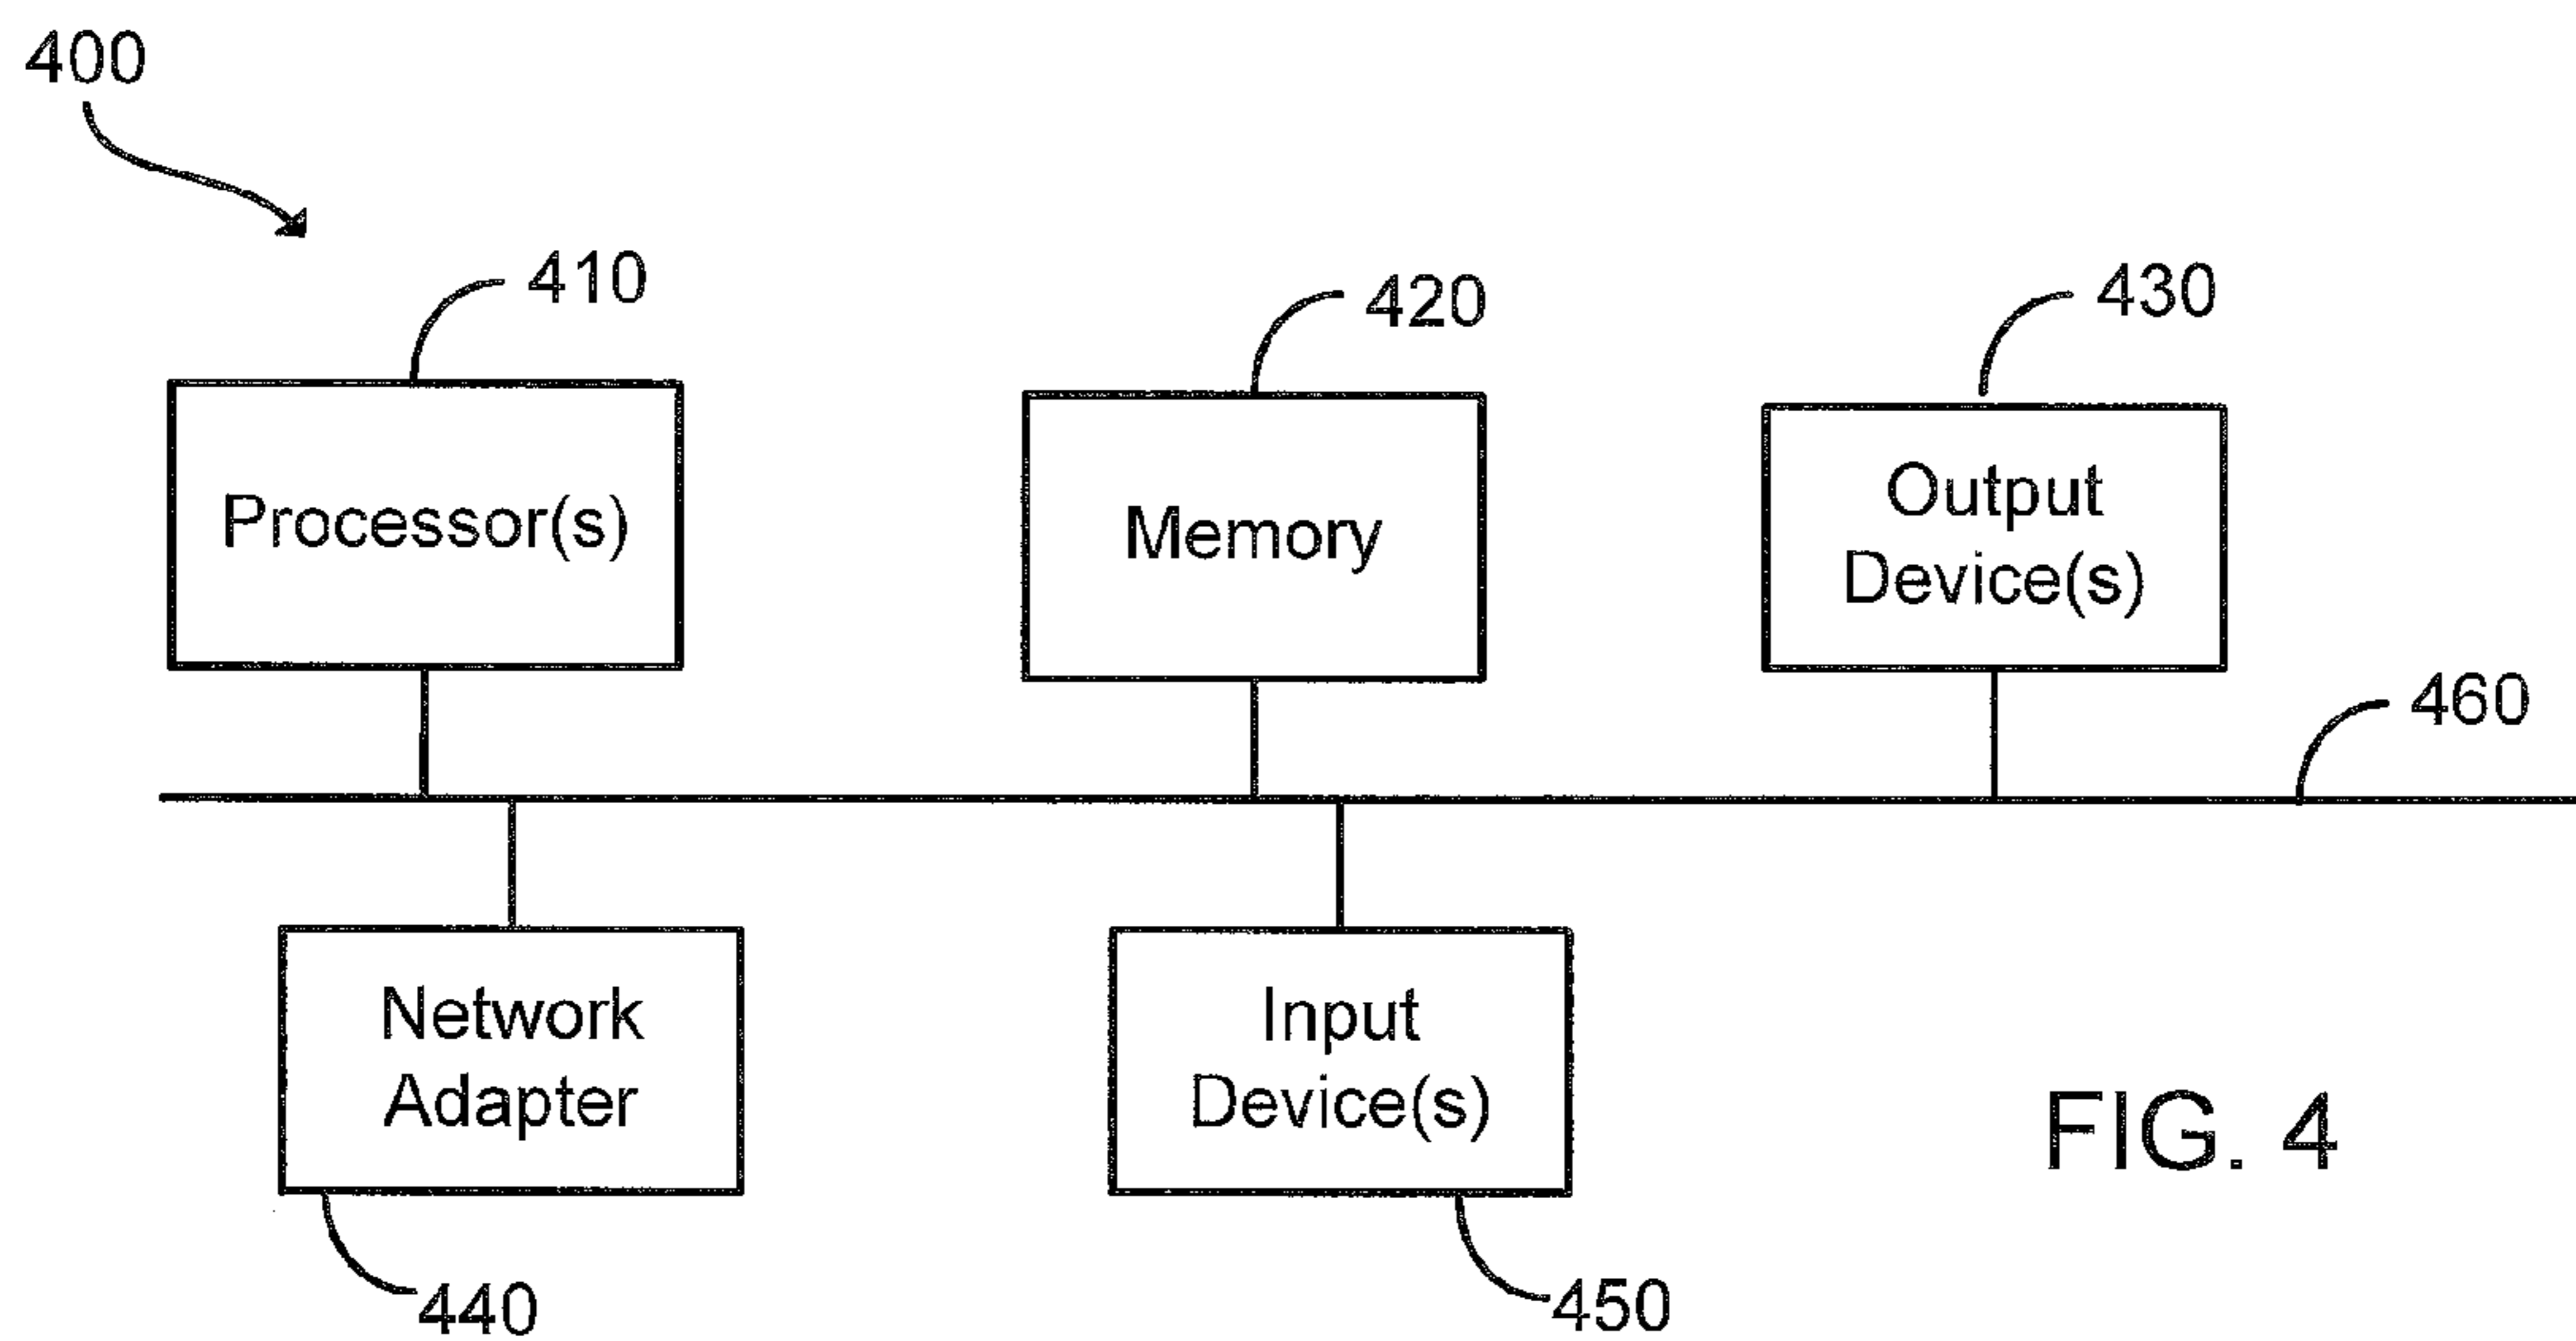 400
410
420
430
Processor(s)
Memory
Output
Device(s)
460
Network
Adapter
Input
Device(s)
FIG. 4
440
450